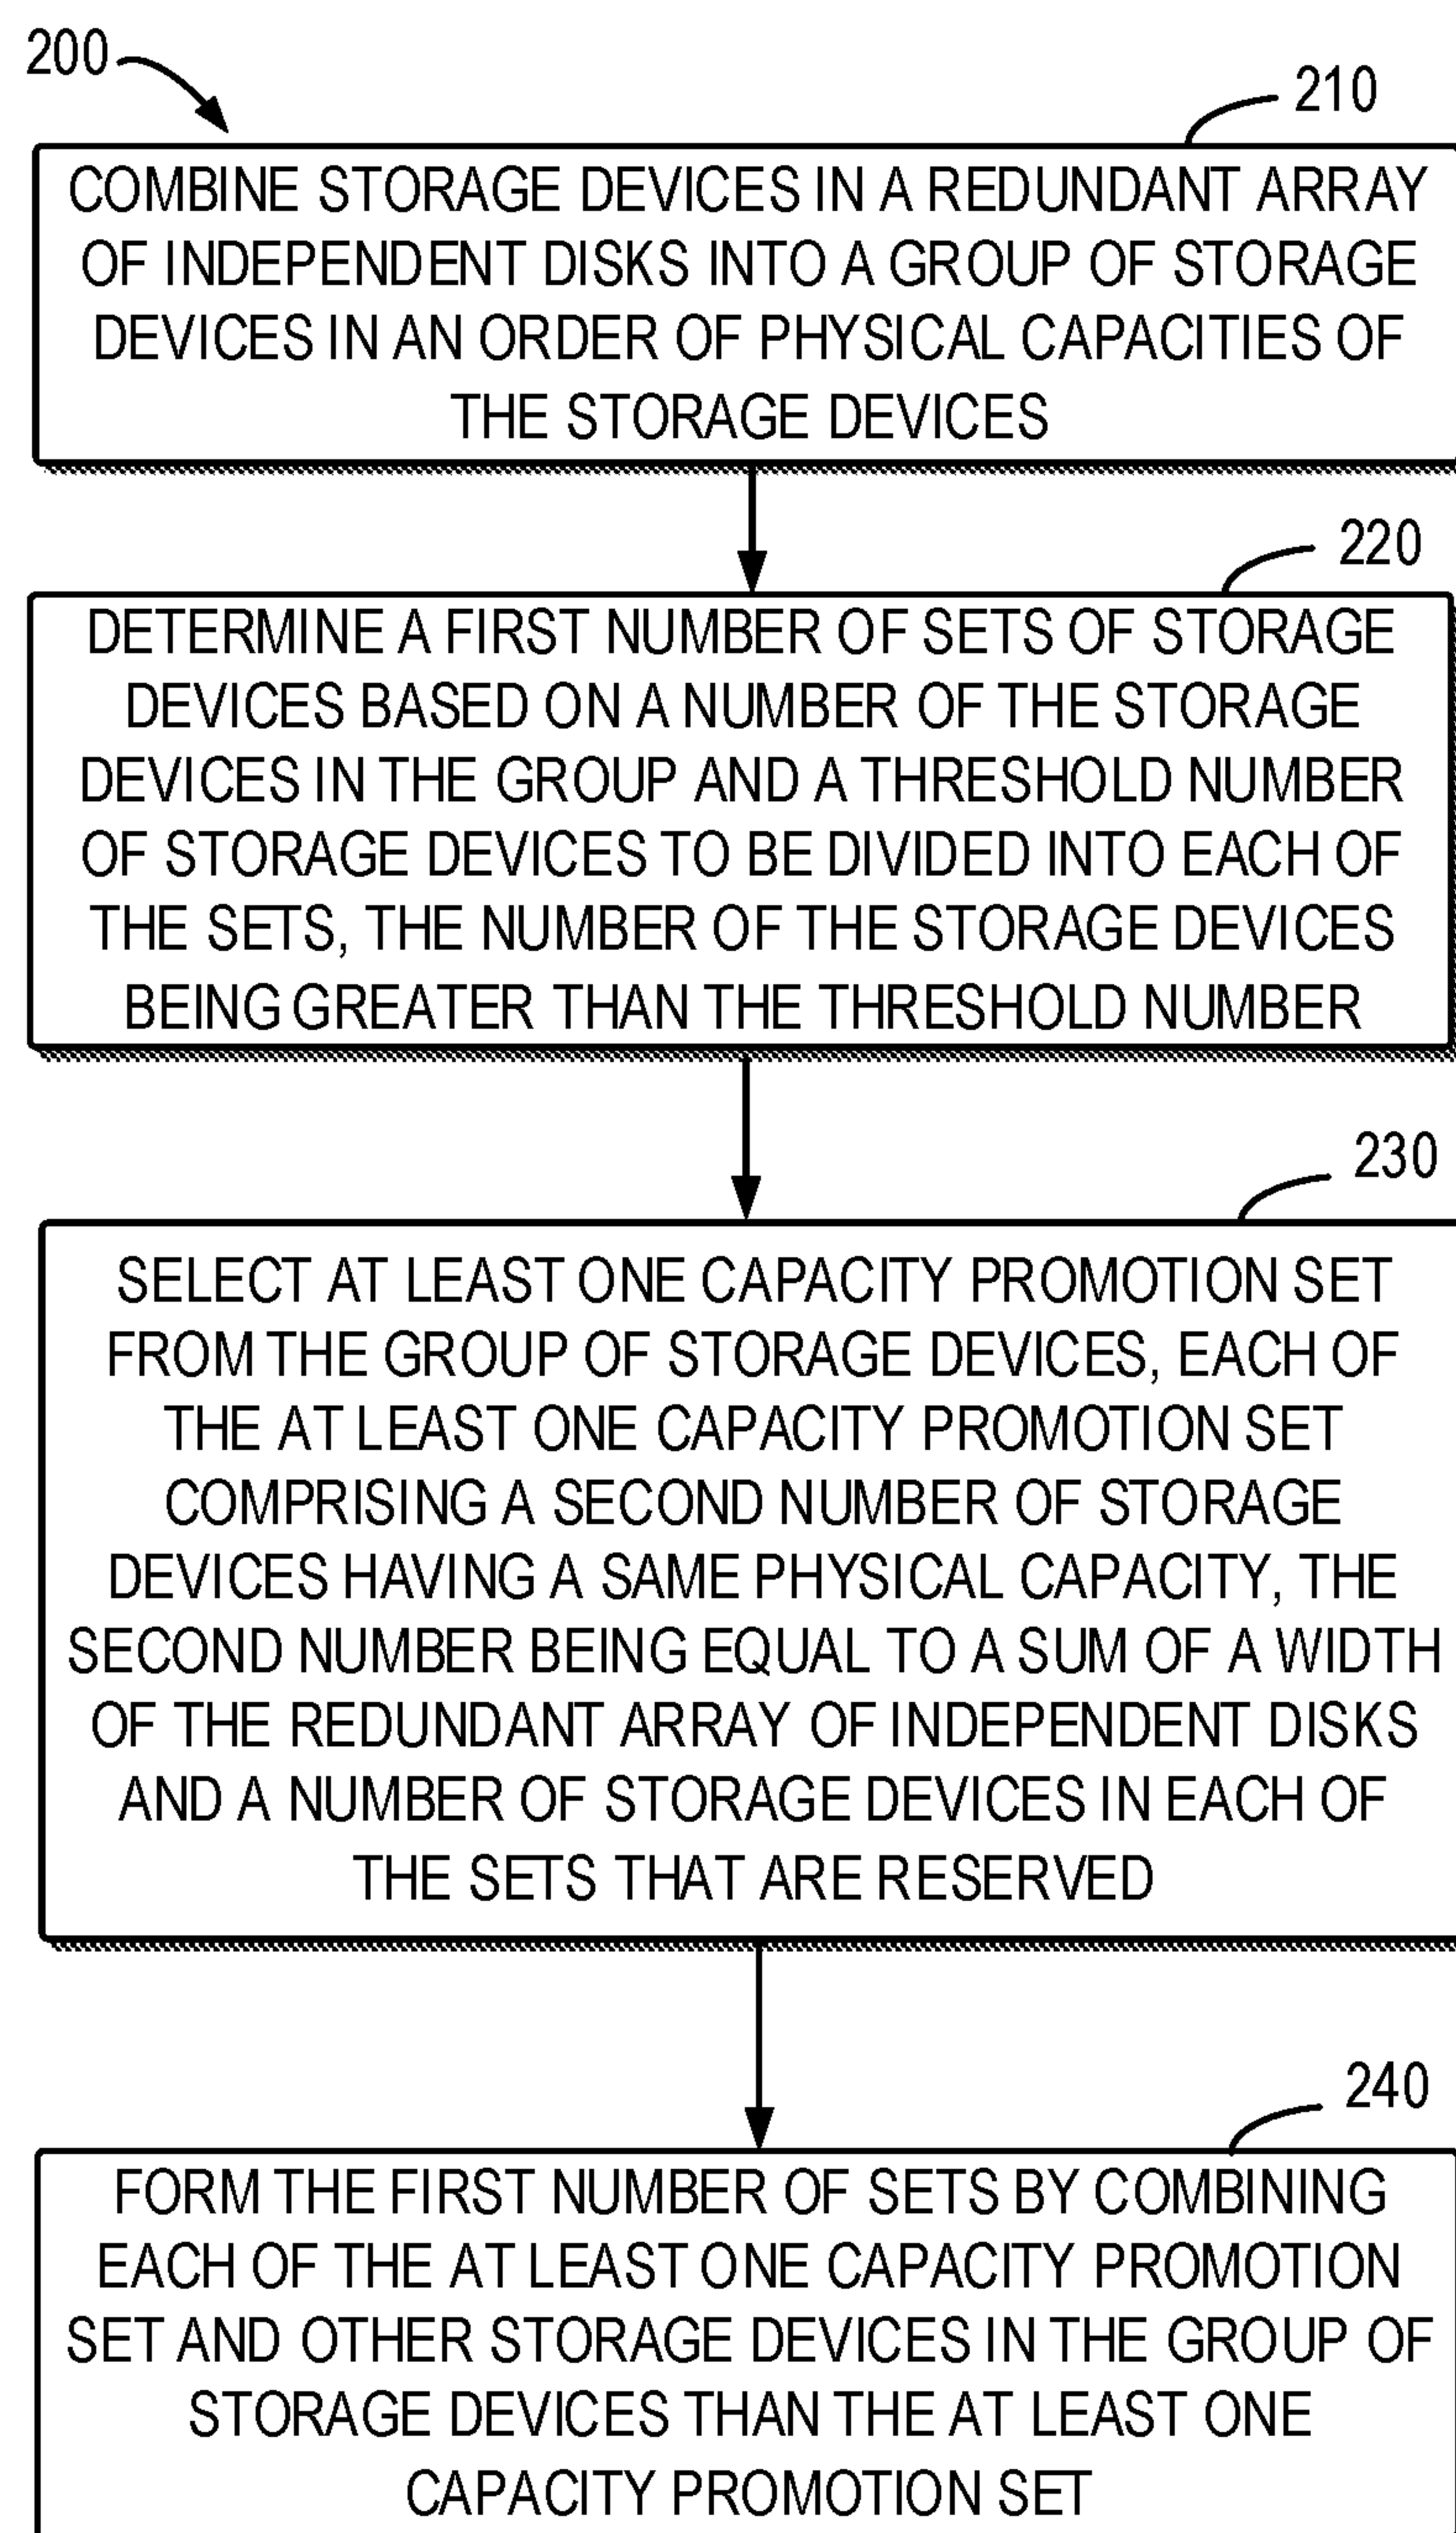 200
210
COMBINE STORAGE DEVICES IN A REDUNDANT ARRAY
OF INDEPENDENT DISKS INTO A GROUP OF STORAGE
DEVICES IN AN ORDER OF PHYSICAL CAPACITIES OF
THE STORAGE DEVICES
220
DETERMINE A FIRST NUMBER OF SETS OF STORAGE
DEVICES BASED ON A NUMBER OF THE STORAGE
DEVICES IN THE GROUP AND A THRESHOLD NUMBER
OF STORAGE DEVICES TO BE DIVIDED INTO EACH OF
THE SETS, THE NUMBER OF THE STORAGE DEVICES
BEING GREATER THAN THE THRESHOLD NUMBER
230
SELECT AT LEAST ONE CAPACITY PROMOTION SET
FROM THE GROUP OF STORAGE DEVICES, EACH OF
THE AT LEAST ONE CAPACITY PROMOTION SET
COMPRISING A SECOND NUMBER OF STORAGE
DEVICES HAVING A SAME PHYSICAL CAPACITY, THE
SECOND NUMBER BEING EQUAL TO A SUM OF A WIDTH
OF THE REDUNDANT ARRAY OF INDEPENDENT DISKS
AND A NUMBER OF STORAGE DEVICES IN EACH OF
THE SETS THAT ARE RESERVED
240
FORM THE FIRST NUMBER OF SETS BY COMBINING
EACH OF THE AT LEAST ONE CAPACITY PROMOTION
SET AND OTHER STORAGE DEVICES IN THE GROUP OF
STORAGE DEVICES THAN THE AT LEAST ONE
CAPACITY PROMOTION SET